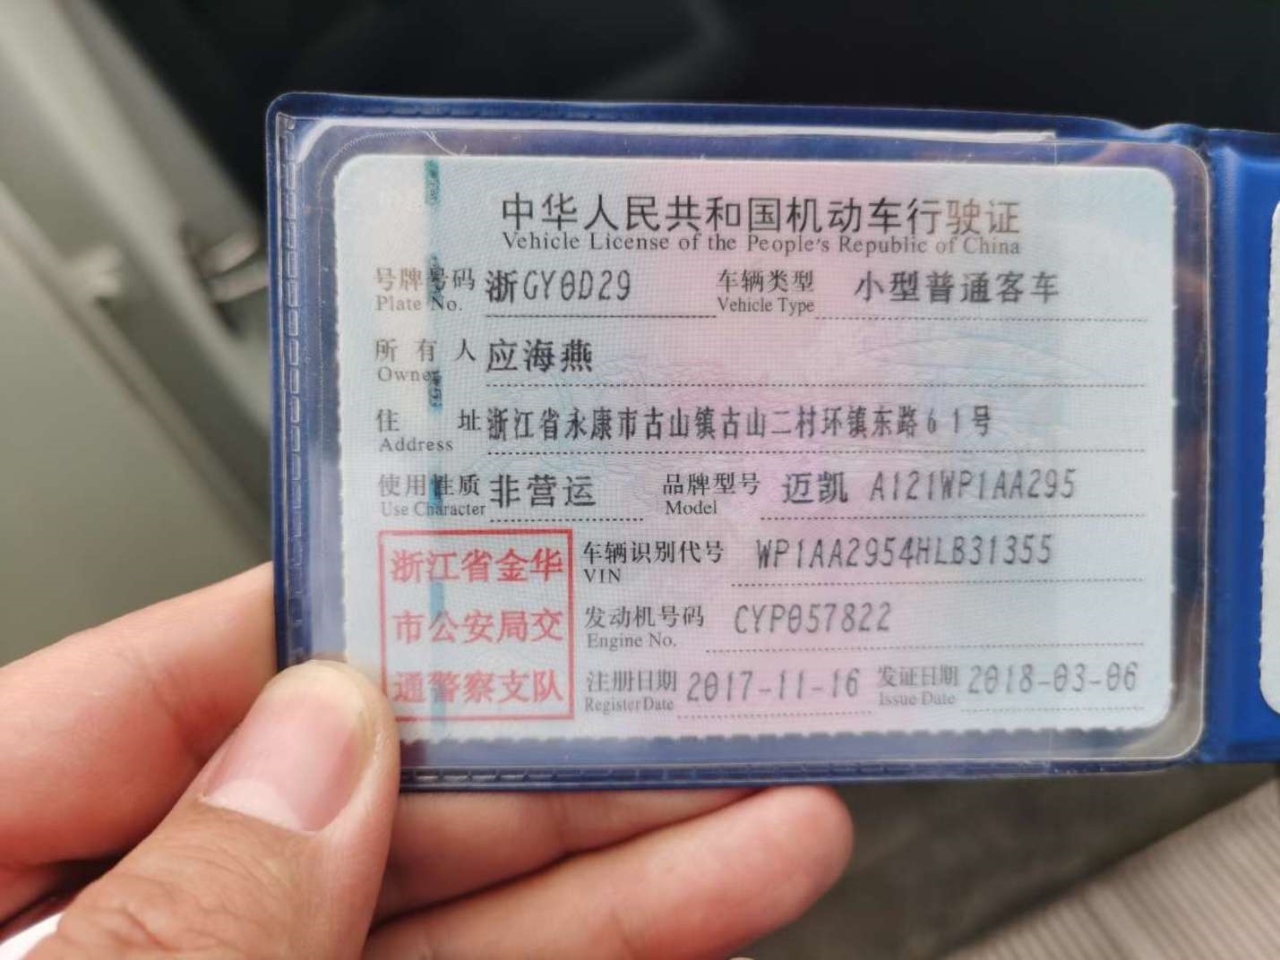 中华人民共和国机动车行驶证
Vehicle License of the People's Republic of China
号牌号码 浙GY0D29 车辆类型 小型普通客车
Plate No. Vehicle Type
所有人 应海燕
Owner
住址 浙江省永康市古山镇古山二村环镇东路61号
Address
使用性质 非营运 品牌型号 迈凯 A121WP1AA295
Use Character Model
浙江省金华
市公安局交
通警察支队
车辆识别代号 WP1AA2954HLB31355
VIN
发动机号码 CYP057822
Engine No.
注册日期 2017-11-16 发证日期 2018-03-06
Register Date Issue Date